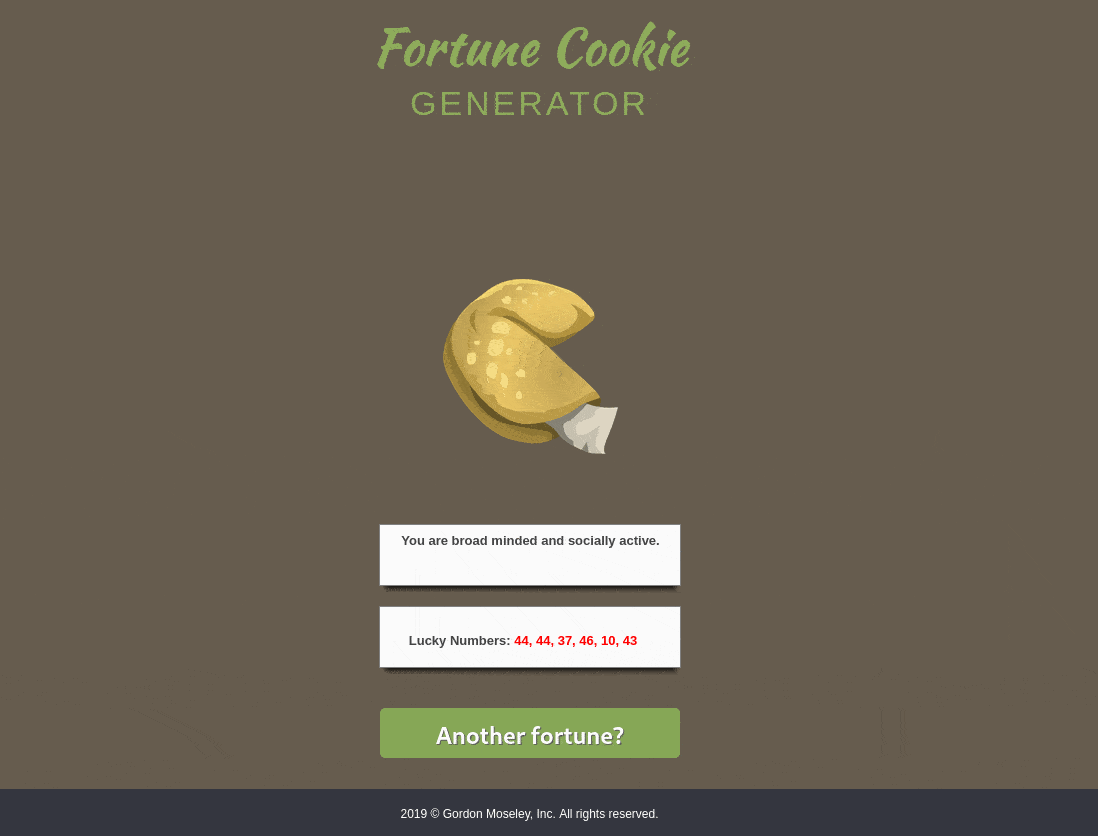 Fortune Cookie
GENERATOR
You are broad minded and socially active.
Lucky Numbers: 44, 44, 37, 46, 10, 43
Another fortune?
2019 © Gordon Moseley, Inc. All rights reserved.